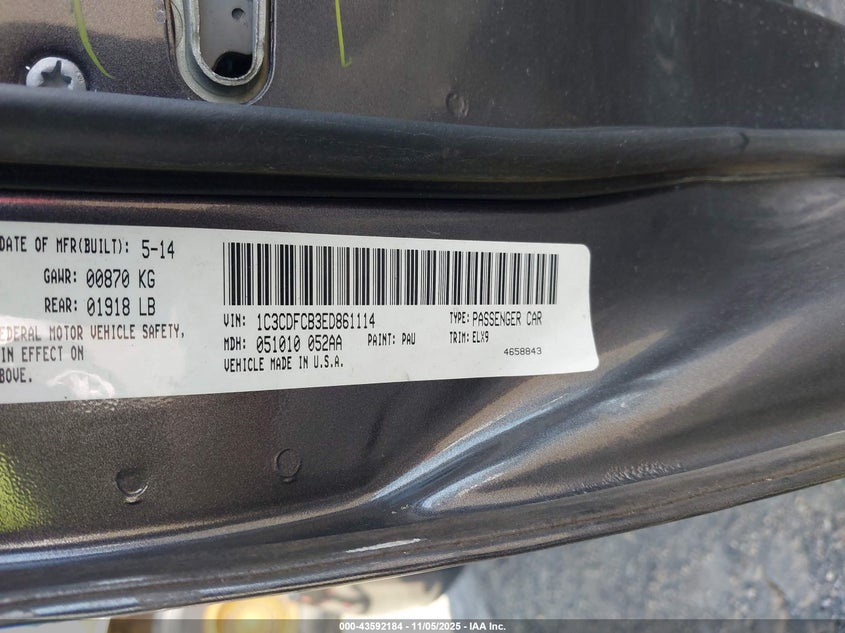 DATE OF MFR(BUILT): 5-14
GAWR: 00870 KG
REAR: 01918 LB
FEDERAL MOTOR VEHICLE SAFETY,
IN EFFECT ON
ABOVE.
VIN: 1C3CDFCB3ED861114 TYPE: PASSENGER CAR
MDH: 051010 052AA PAINT: PAU TRIM: ELX9
VEHICLE MADE IN U.S.A. 4658843
000-43592184 - 11/05/2025 - IAA Inc.